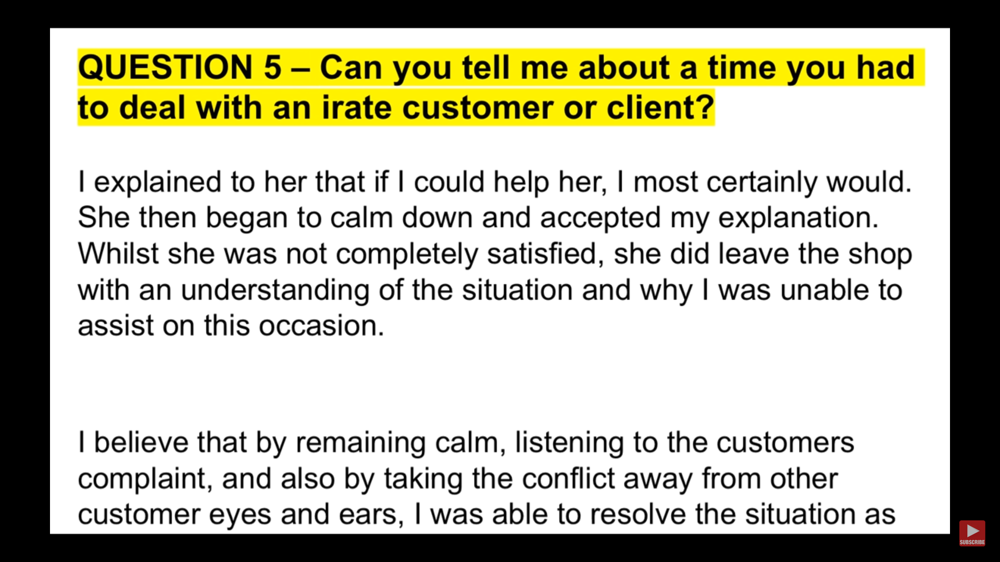 QUESTION 5 – Can you tell me about a time you had
to deal with an irate customer or client?
I explained to her that if I could help her, I most certainly would.
She then began to calm down and accepted my explanation.
Whilst she was not completely satisfied, she did leave the shop
with an understanding of the situation and why I was unable to
assist on this occasion.
I believe that by remaining calm, listening to the customers
complaint, and also by taking the conflict away from other
customer eyes and ears, I was able to resolve the situation as
SUBSCRIBE